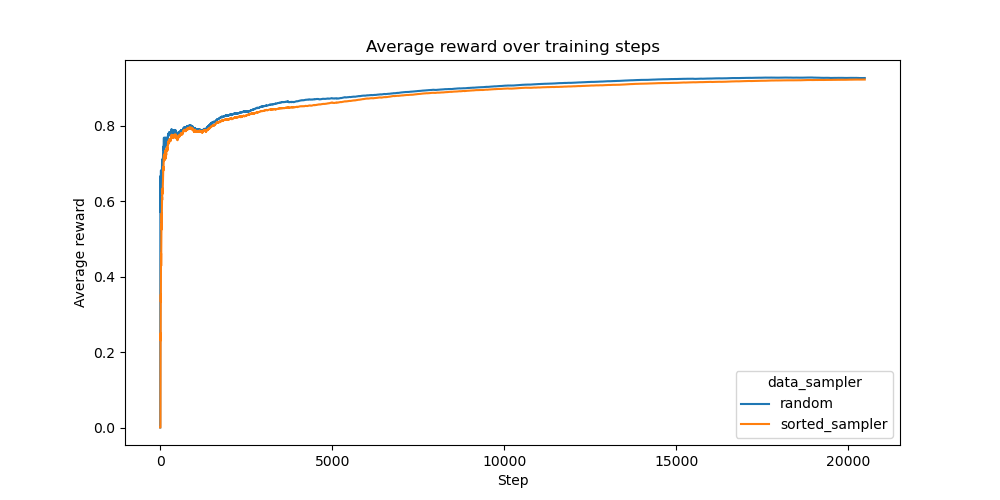 Average reward over training steps
Average reward
0.8
0.6
0.4
0.2
0.0
0
5000
10000
15000
20000
Step
data_sampler
random
sorted_sampler